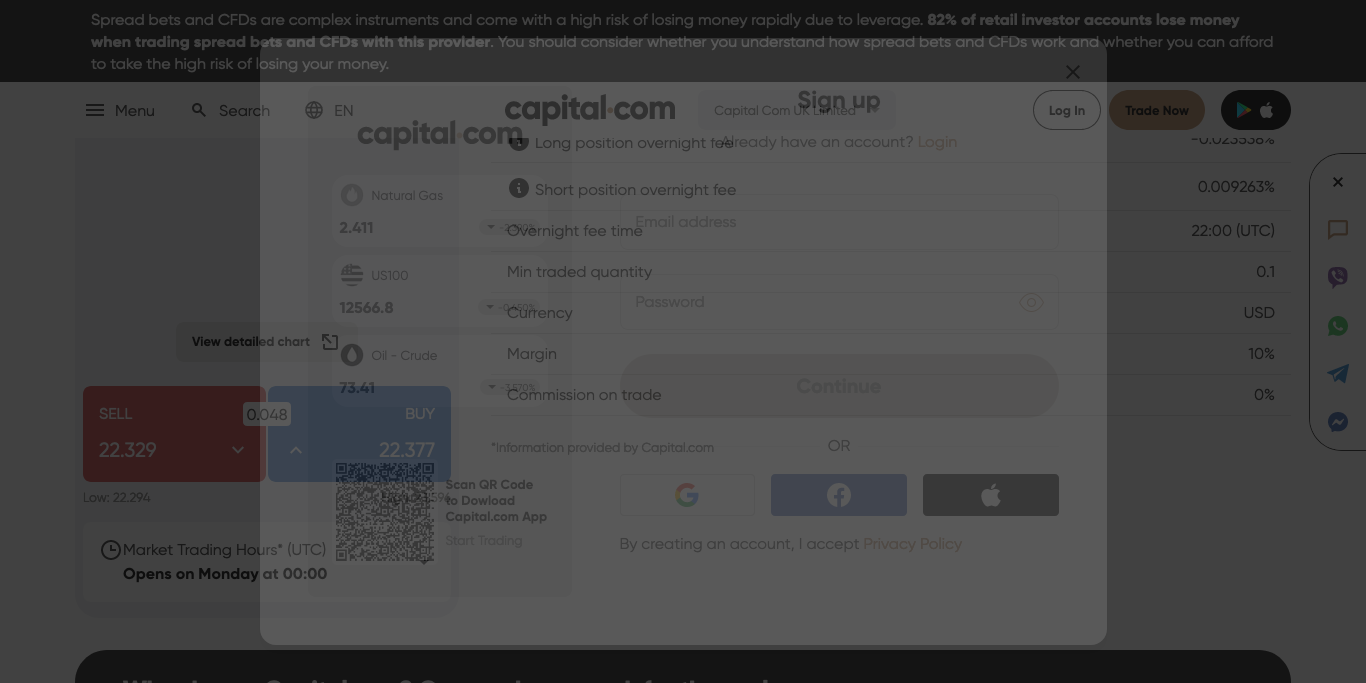 Spread bets and CFDs are complex instruments and come with a high risk of losing money rapidly due to leverage. 82% of retail investor accounts lose money
when trading spread bets and CFDs with this provider. You should consider whether you understand how spread bets and CFDs work and whether you can afford
to take the high risk of losing your money.
Menu
Search
EN
capital.com
Capital Com UK Limited
Sign up
Log In
Trade Now
capital.com
Long position overnight fee
Already have an account? Login
-0.023538%
Natural Gas
2.411
Short position overnight fee
0.009263%
Email address
Overnight fee time
22:00 (UTC)
US100
12566.8
Min traded quantity
0.1
Password
Currency
USD
View detailed chart
Oil - Crude
73.41
-3.570%
Margin
10%
Continue
Commission on trade
0%
SELL
0.048
BUY
22.329
22.377
*Information provided by Capital.com
OR
Low: 22.294
Scan QR Code
to Dowload
Capital.com App
Start Trading
Market Trading Hours* (UTC)
Opens on Monday at 00:00
By creating an account, I accept Privacy Policy